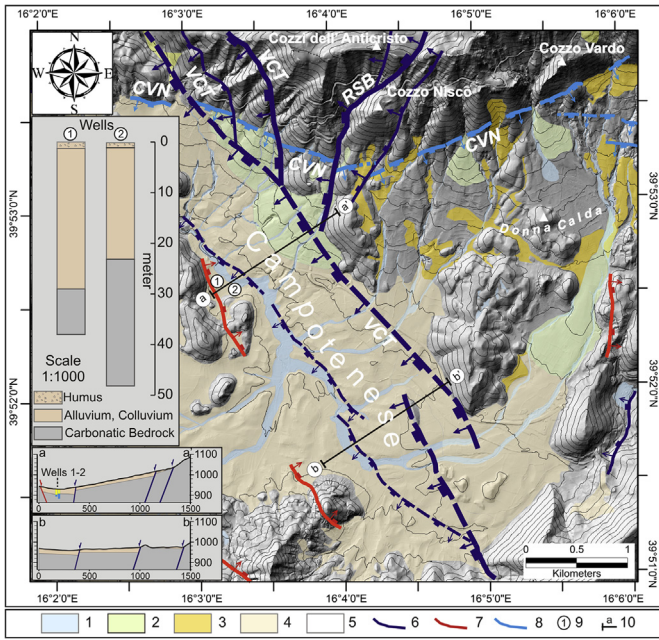 16°2'0"E 16°3'0"E 16°4'0"E 16°5'0"E 16°6'0"E
N
W E
S
Cozzi dell' Anticristo
Cozzo Vardo
VCT
VCT
RSB
Cozzo Nisco
CVN
CVN
CVN
Wells
1 2
0
-10
-20
-30
-40
-50
meter
Scale
1:1000
Humus
Alluvium, Colluvium
Carbonatic Bedrock
39°53'0"N
39°52'0"N
39°53'0"N
39°52'0"N
39°51'0"N
Donna Calda
a'
a
1
2
Campotenese
VCT
b'
b
a a'
Wells 1-2
1100
1000
900
0 500 1000 1500
b b'
1100
1000
900
0 500 1000 1500
0 0.5 1
Kilometers
16°2'0"E 16°3'0"E 16°4'0"E 16°5'0"E 16°6'0"E
1 2 3 4 5 6 7 8 1 9 a 10